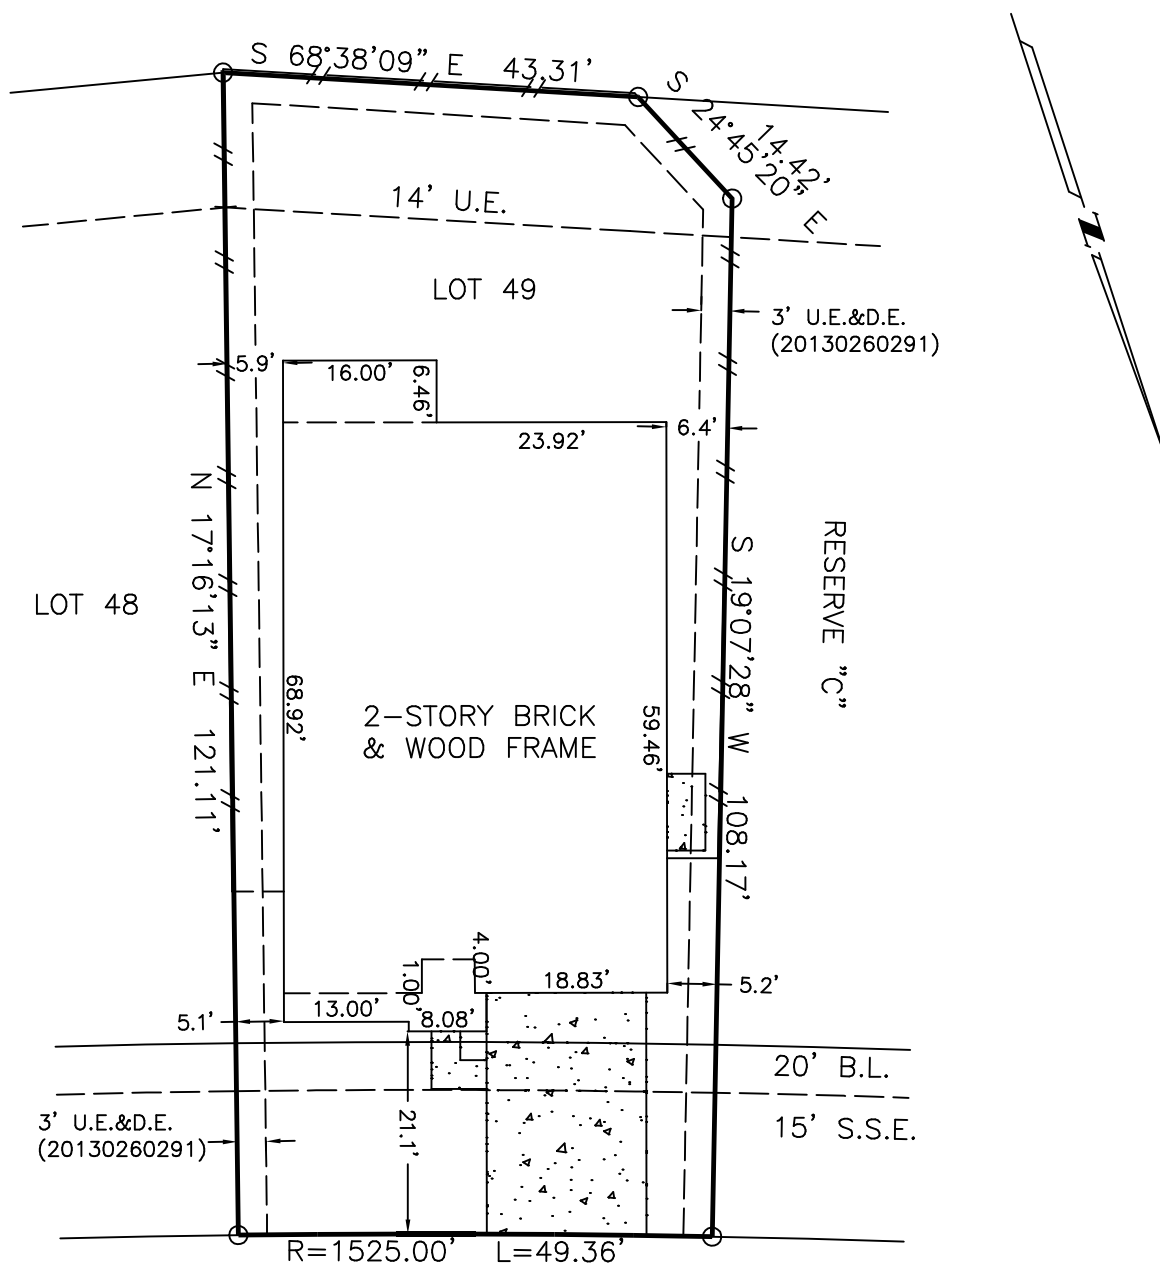 S 68°38'09" E 43.31'
S 24°45'20" E
14.42'
14' U.E.
LOT 49
3' U.E.&D.E.
(20130260291)
5.9'
16.00'
6.46'
23.92'
6.4'
N 17°16'13" E 121.11'
S 19°07'28" W 108.17'
RESERVE "C"
LOT 48
68.92'
2-STORY BRICK
& WOOD FRAME
59.46'
4.00'
1.00'
18.83'
5.2'
13.00'
8.08'
5.1'
20' B.L.
3' U.E.&D.E.
(20130260291)
21.1'
15' S.S.E.
R=1525.00' L=49.36'
N